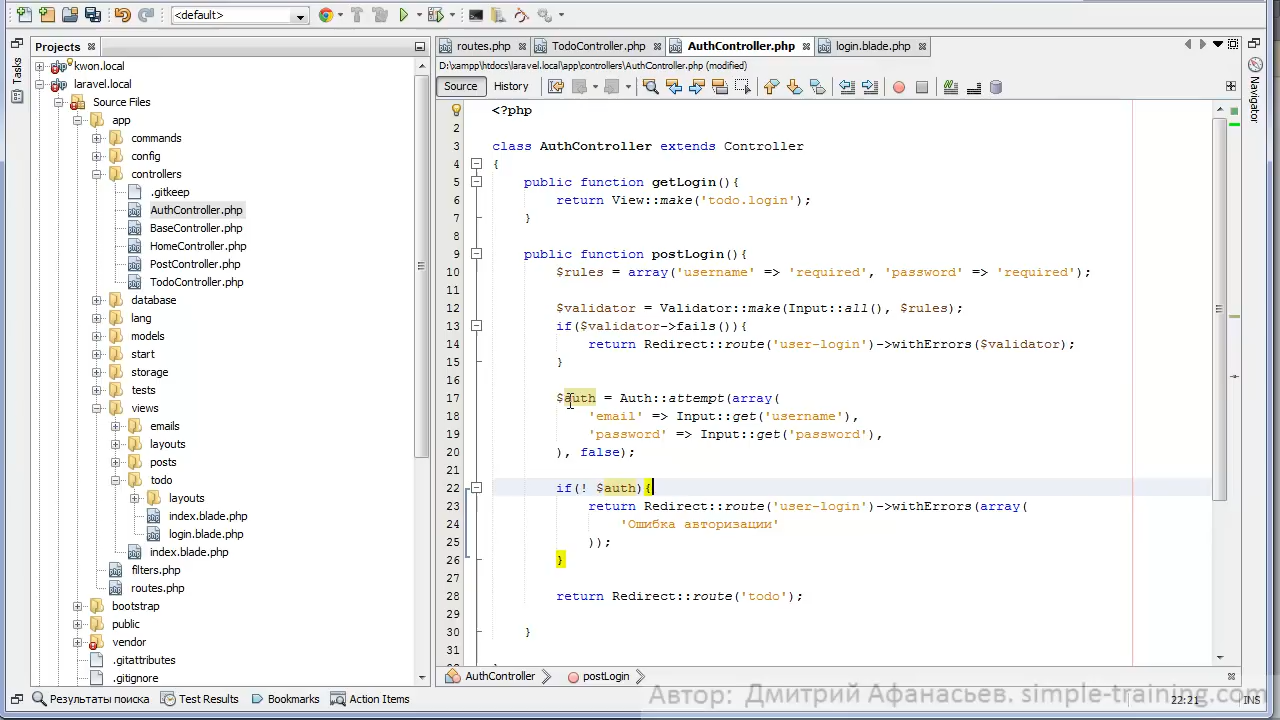 <default>
Projects
routes.php
TodoController.php
AuthController.php
login.blade.php
D:\xampp\htdocs\laravel.local\app\controllers\AuthController.php (modified)
Source
History
Tasks
Navigator
kwon.local
laravel.local
Source Files
app
commands
config
controllers
.gitkeep
AuthController.php
BaseController.php
HomeController.php
PostController.php
TodoController.php
database
lang
models
start
storage
tests
views
emails
layouts
posts
todo
layouts
index.blade.php
login.blade.php
index.blade.php
filters.php
routes.php
bootstrap
public
vendor
.gitattributes
.gitignore
1 <?php
2
3 class AuthController extends Controller
4 {
5 public function getLogin(){
6 return View::make('todo.login');
7 }
8
9 public function postLogin(){
10 $rules = array('username' => 'required', 'password' => 'required');
11
12 $validator = Validator::make(Input::all(), $rules);
13 if($validator->fails()){
14 return Redirect::route('user-login')->withErrors($validator);
15 }
16
17 $auth = Auth::attempt(array(
18 'email' => Input::get('username'),
19 'password' => Input::get('password'),
20 ), false);
21
22 if(! $auth){
23 return Redirect::route('user-login')->withErrors(array(
24 'Ошибка авторизации'
25 ));
26 }
27
28 return Redirect::route('todo');
29
30 }
31
AuthController
postLogin
Результаты поиска
Test Results
Bookmarks
Action Items
22:21
INS
Автор: Дмитрий Афанасьев. simple-training.com